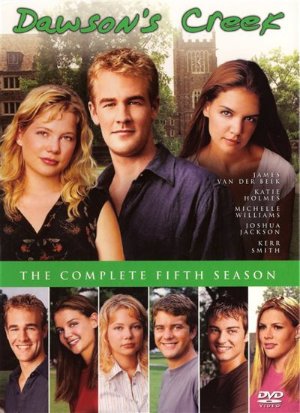 Dawson's Creek
JAMES
VAN DER BEEK
KATIE
HOLMES
MICHELLE
WILLIAMS
JOSHUA
JACKSON
KERR
SMITH
THE COMPLETE FIFTH SEASON
DVD
VIDEO